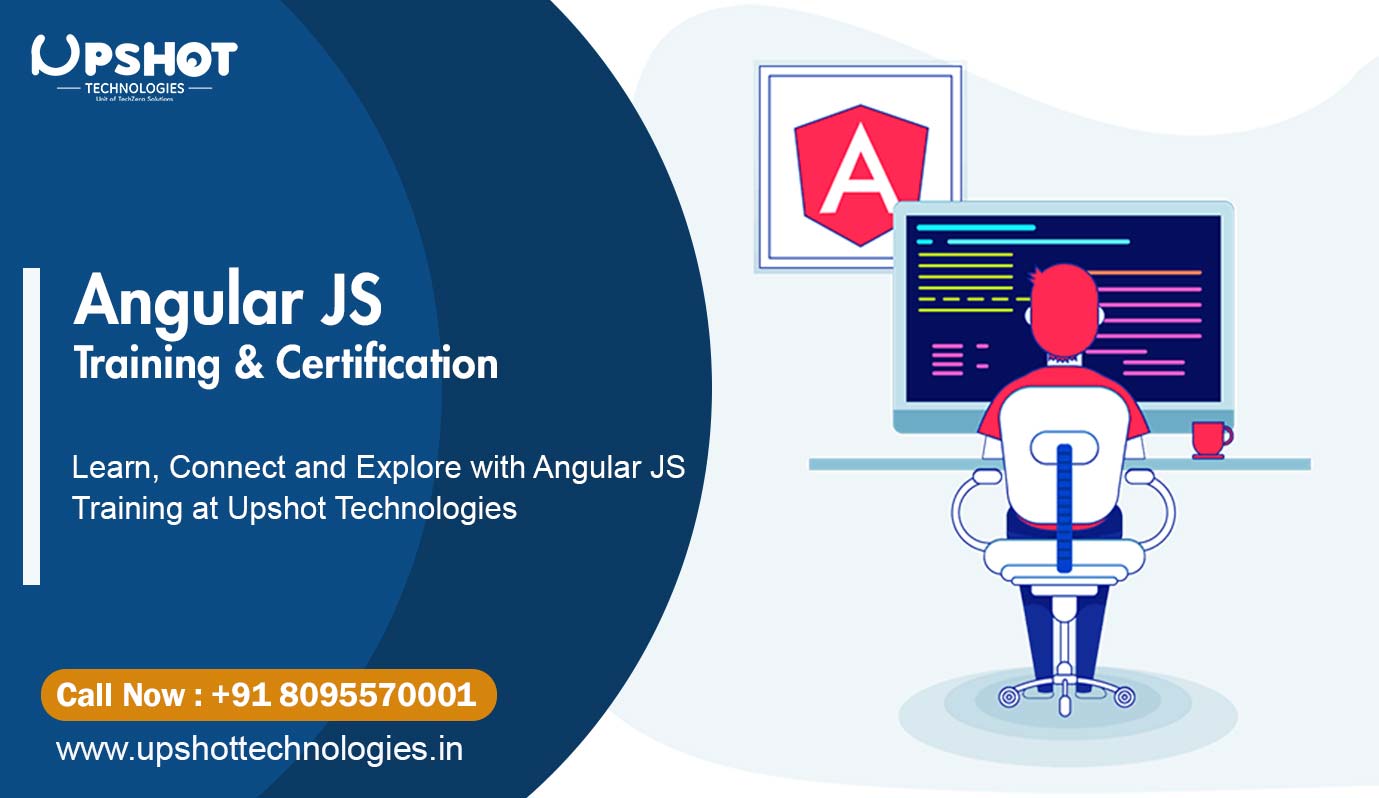 UPSHOT
TECHNOLOGIES
Unit of TechZero Solutions
Angular JS
Training & Certification
Learn, Connect and Explore with Angular JS
Training at Upshot Technologies
Call Now : +91 8095570001
www.upshottechnologies.in
A